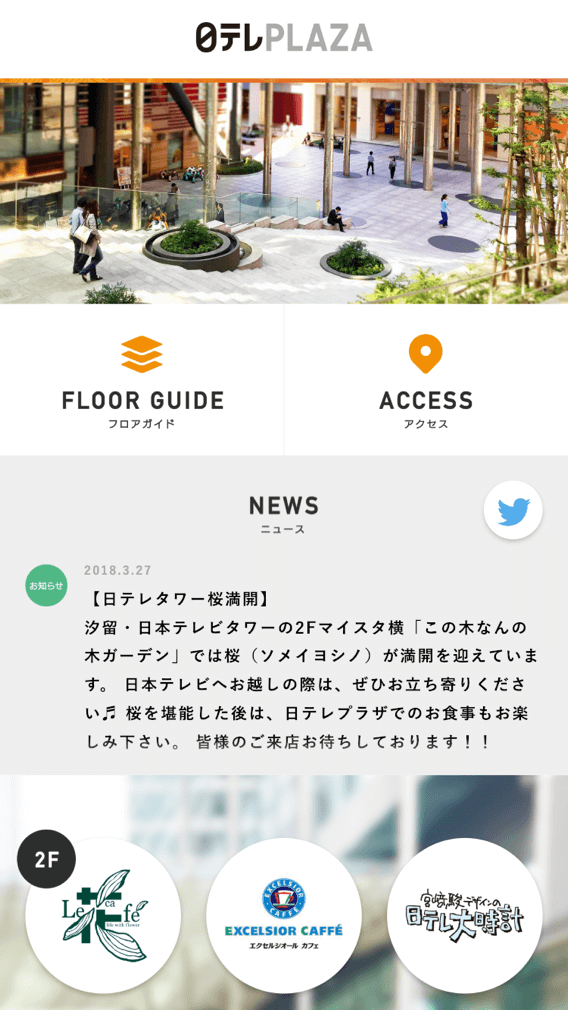 日テレPLAZA
FLOOR GUIDE
フロアガイド
ACCESS
アクセス
NEWS
ニュース
お知らせ
2018.3.27
【日テレタワー桜満開】
汐留・日本テレビタワーの2Fマイスタ横「この木なんの
木ガーデン」では桜（ソメイヨシノ）が満開を迎えていま
す。 日本テレビへお越しの際は、ぜひお立ち寄りくださ
い♬ 桜を堪能した後は、日テレプラザでのお食事もお楽
しみ下さい。 皆様のご来店お待ちしております！！
2F
Le café
life with flower
EXCELSIOR
CAFFÉ
EXCELSIOR CAFFÉ
エクセルシオール カフェ
宮﨑駿デザインの
日テレ大時計